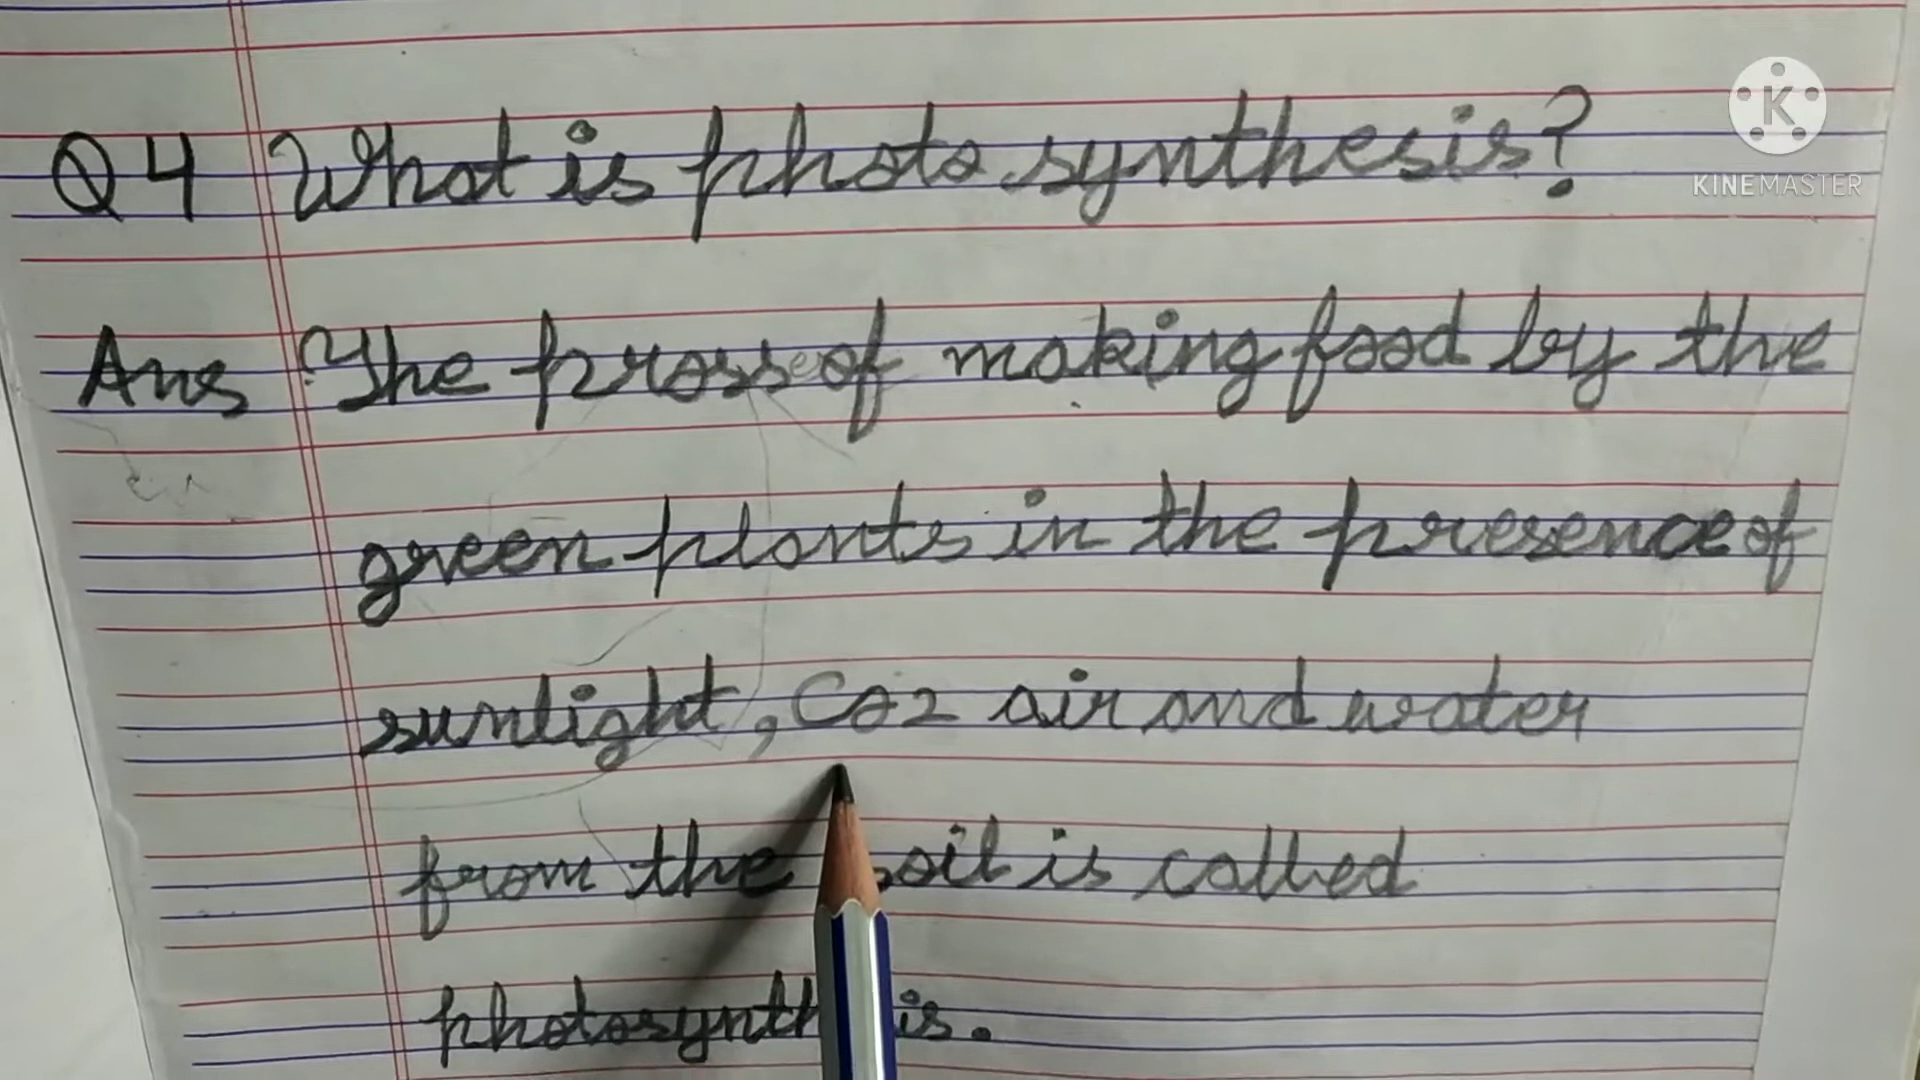 Q4 What is photo synthesis?
KINEMASTER
Ans The pross of making food by the
green plants in the presence of
sunlight, CO2 air and water
from the soil is called
photosynthsis.